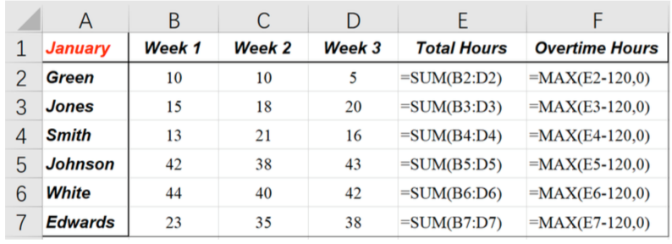 A B C D E F
1 January Week 1 Week 2 Week 3 Total Hours Overtime Hours
2 Green 10 10 5 =SUM(B2:D2) =MAX(E2-120,0)
3 Jones 15 18 20 =SUM(B3:D3) =MAX(E3-120,0)
4 Smith 13 21 16 =SUM(B4:D4) =MAX(E4-120,0)
5 Johnson 42 38 43 =SUM(B5:D5) =MAX(E5-120,0)
6 White 44 40 42 =SUM(B6:D6) =MAX(E6-120,0)
7 Edwards 23 35 38 =SUM(B7:D7) =MAX(E7-120,0)